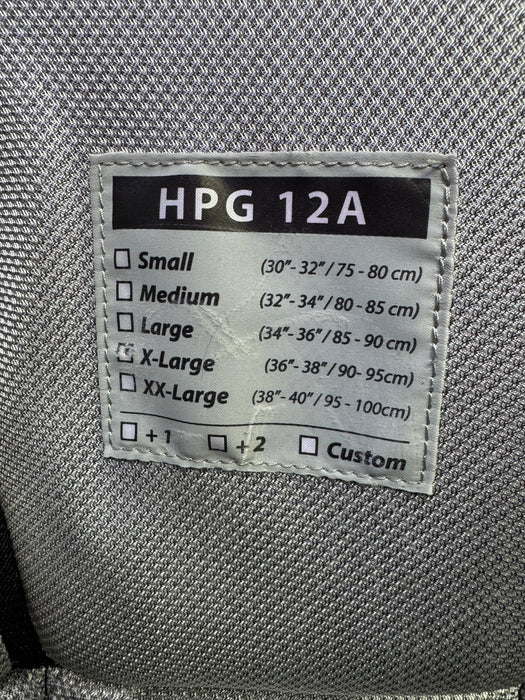 HPG 12A
Small (30"- 32"/ 75 - 80 cm)
Medium (32"- 34"/ 80 - 85 cm)
Large (34"- 36"/ 85 - 90 cm)
X-Large (36"- 38"/ 90- 95cm)
XX-Large (38"- 40"/ 95 - 100cm)
+ 1 + 2 Custom